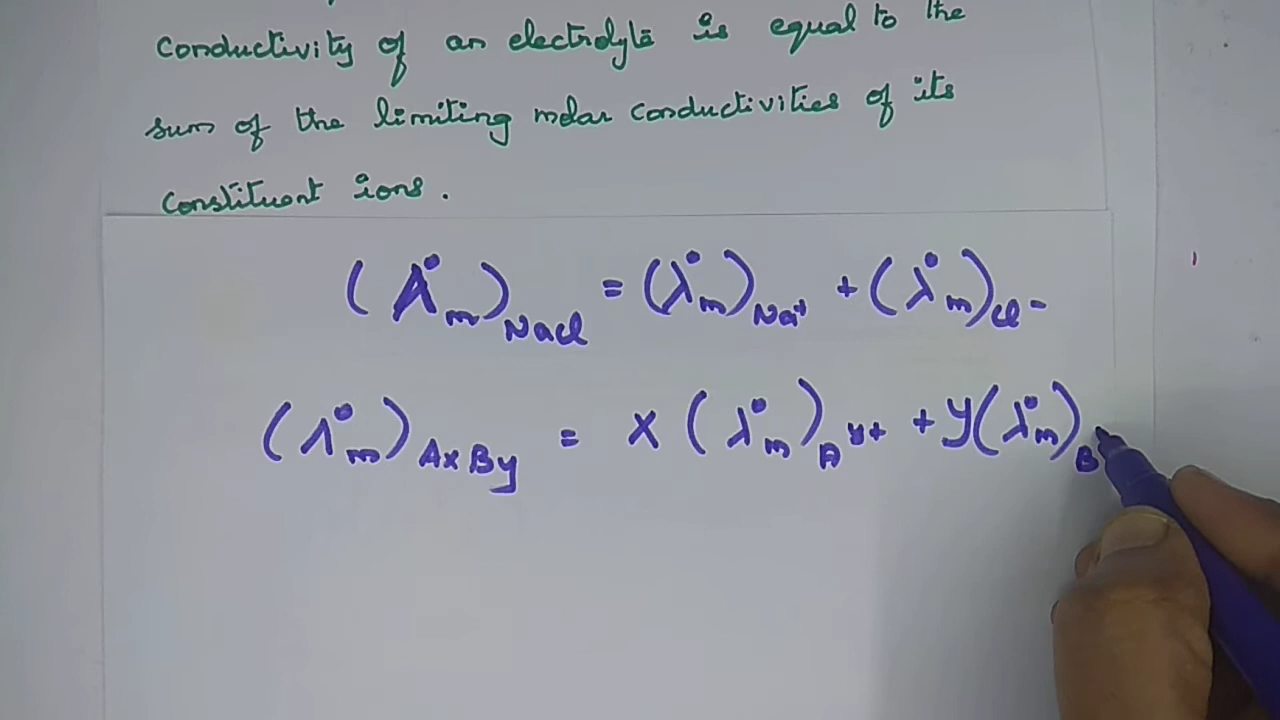 conductivity of an electrolyte is equal to the
sum of the limiting molar conductivities of its
constituent ions.
(Λ°m)NaCl = (λ°m)Na+ + (λ°m)Cl-
(Λ°m)AxBy = x(λ°m)A y+ + y(λ°m)B